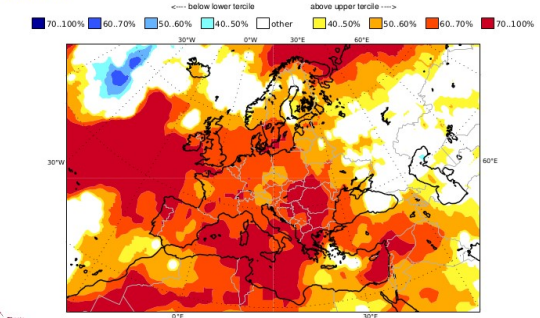 <---- below lower tercile above upper tercile ---->
70..100% 60..70% 50..60% 40..50% other 40..50% 50..60% 60..70% 70..100%
30°W 0°W 30°E 60°E
30°W 60°E
0°E 30°E